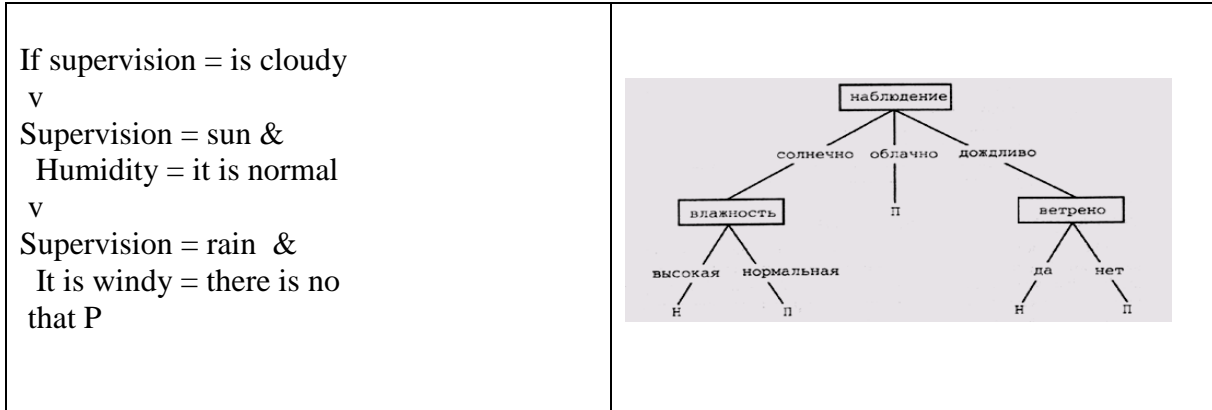 If supervision = is cloudy
v
Supervision = sun &
Humidity = it is normal
v
Supervision = rain &
It is windy = there is no
that P
наблюдение
солнечно облачно дождливо
влажность П ветрено
высокая нормальная да нет
Н П Н П